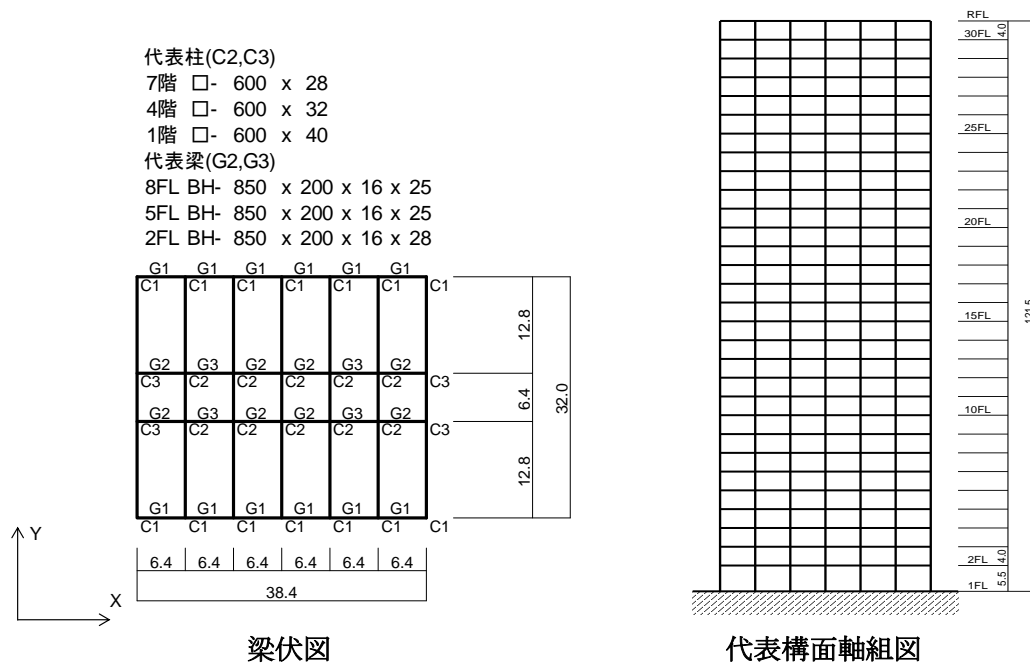 代表柱(C2,C3)
7階 □- 600 x 28
4階 □- 600 x 32
1階 □- 600 x 40
代表梁(G2,G3)
8FL BH- 850 x 200 x 16 x 25
5FL BH- 850 x 200 x 16 x 25
2FL BH- 850 x 200 x 16 x 28
G1 G1 G1 G1 G1 G1
C1 C1 C1 C1 C1 C1 C1
12.8
G2 G3 G2 G2 G3 G2
C3 C2 C2 C2 C2 C2 C3
6.4
32.0
G2 G3 G2 G2 G3 G2
C3 C2 C2 C2 C2 C2 C3
12.8
G1 G1 G1 G1 G1 G1
C1 C1 C1 C1 C1 C1 C1
6.4 6.4 6.4 6.4 6.4 6.4
38.4
Y
X
梁伏図
RFL
4.0
30FL
25FL
20FL
15FL
121.5
10FL
2FL
4.0
5.5
1FL
代表構面軸組図